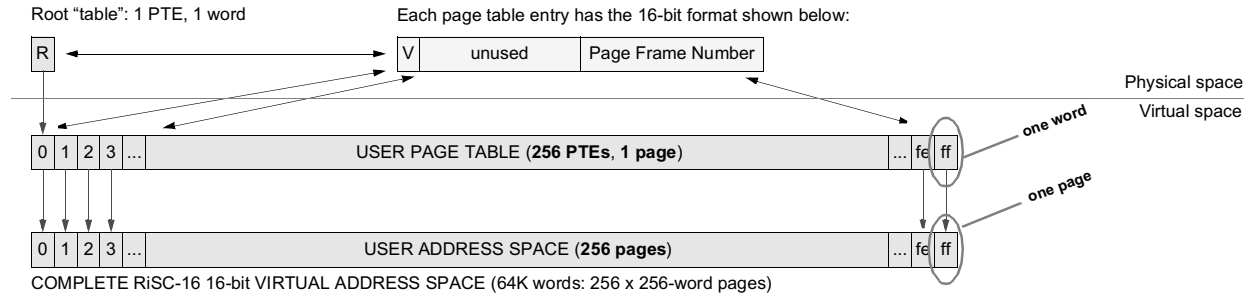 Root “table”: 1 PTE, 1 word
Each page table entry has the 16-bit format shown below:
R
V unused Page Frame Number
Physical space
Virtual space
one word
0 1 2 3 ... USER PAGE TABLE (256 PTEs, 1 page) ... fe ff
one page
0 1 2 3 ... USER ADDRESS SPACE (256 pages) ... fe ff
COMPLETE RiSC-16 16-bit VIRTUAL ADDRESS SPACE (64K words: 256 x 256-word pages)